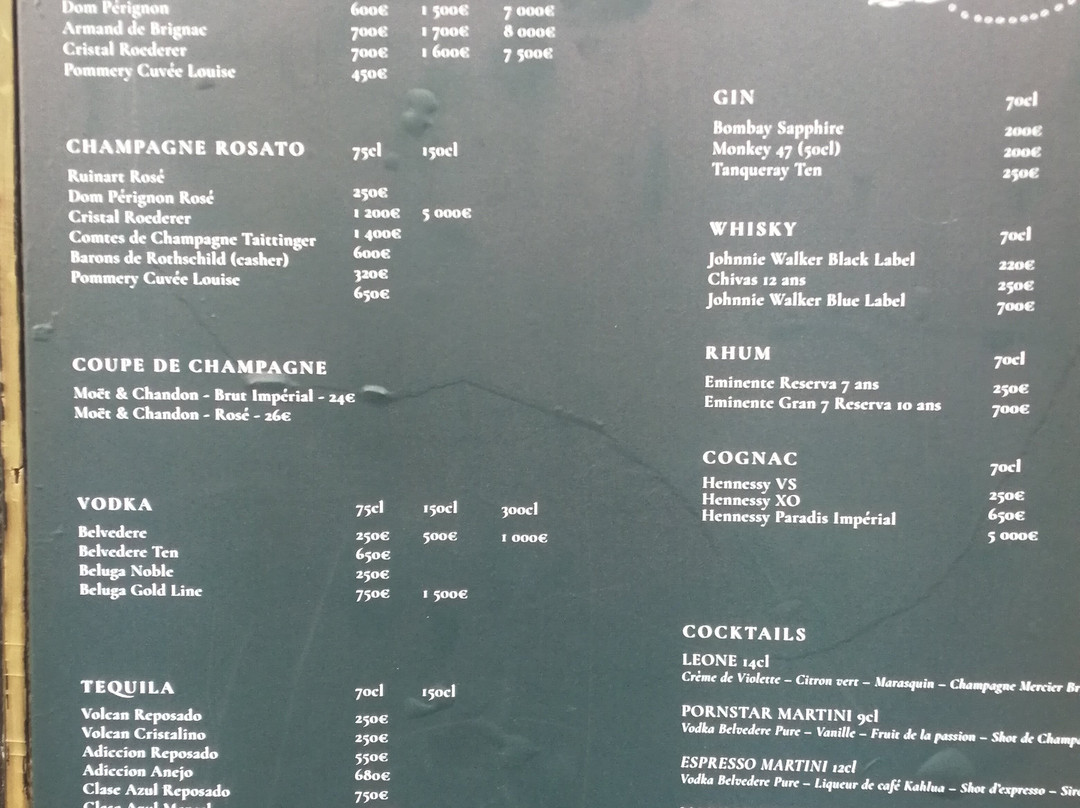 Dom Pérignon 600€ 1 500€ 7 000€
Armand de Brignac 700€ 1 700€ 8 000€
Cristal Roederer 700€ 1 600€ 7 500€
Pommery Cuvée Louise 450€
CHAMPAGNE ROSATO 75cl 150cl
Ruinart Rosé 250€
Dom Pérignon Rosé 1 200€ 5 000€
Cristal Roederer 1 400€
Comtes de Champagne Taittinger 600€
Barons de Rothschild (casher) 320€
Pommery Cuvée Louise 650€
COUPE DE CHAMPAGNE
Moët & Chandon - Brut Impérial - 24€
Moët & Chandon - Rosé - 26€
VODKA 75cl 150cl 300cl
Belvedere 250€ 500€ 1 000€
Belvedere Ten 650€
Beluga Noble 250€
Beluga Gold Line 750€ 1 500€
TEQUILA 70cl 150cl
Volcan Reposado 250€
Volcan Cristalino 250€
Adiccion Reposado 550€
Adiccion Anejo 680€
Clase Azul Reposado 750€
Clase Azul
GIN 70cl
Bombay Sapphire 200€
Monkey 47 (50cl) 200€
Tanqueray Ten 250€
WHISKY 70cl
Johnnie Walker Black Label 220€
Chivas 12 ans 250€
Johnnie Walker Blue Label 700€
RHUM 70cl
Eminente Reserva 7 ans 250€
Eminente Gran 7 Reserva 10 ans 700€
COGNAC 70cl
Hennessy VS 250€
Hennessy XO 650€
Hennessy Paradis Impérial 5 000€
COCKTAILS
LEONE 14cl
Crème de Violette – Citron vert – Marasquin – Champagne Mercier Br
PORNSTAR MARTINI 9cl
Vodka Belvedere Pure – Vanille – Fruit de la passion – Shot de Champa
ESPRESSO MARTINI 12cl
Vodka Belvedere Pure – Liqueur de café Kahlua – Shot d'espresso – Siro